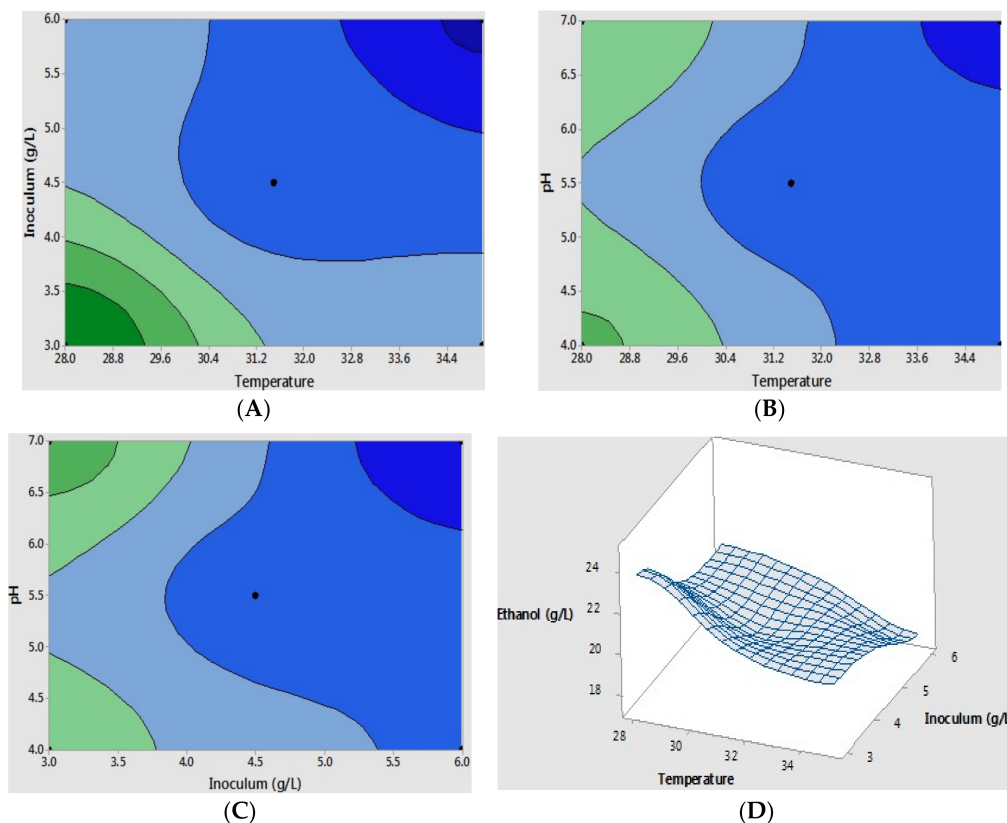 6.0
5.5
5.0
4.5
4.0
3.5
3.0
Inoculum (g/L)
28.0 28.8 29.6 30.4 31.2 32.0 32.8 33.6 34.4
Temperature
(A)
7.0
6.5
6.0
5.5
5.0
4.5
4.0
pH
28.0 28.8 29.6 30.4 31.2 32.0 32.8 33.6 34.4
Temperature
(B)
7.0
6.5
6.0
5.5
5.0
4.5
4.0
pH
3.0 3.5 4.0 4.5 5.0 5.5 6.0
Inoculum (g/L)
(C)
24
22
20
18
Ethanol (g/L)
28 30 32 34
Temperature
6
5
4
3
Inoculum (g/L
(D)